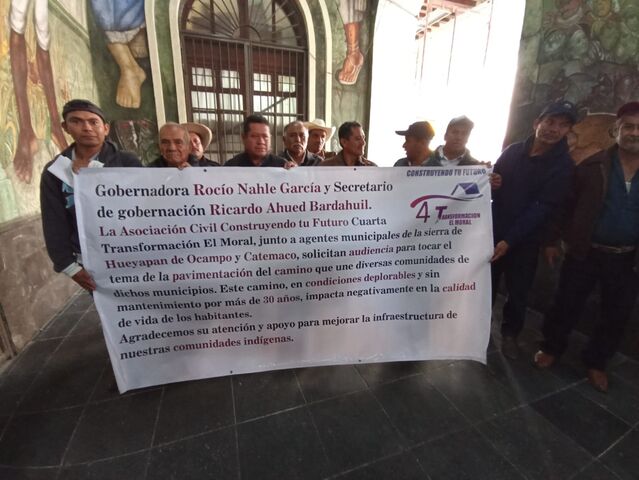 Gobernadora Rocío Nahle García y Secretario
de gobernación Ricardo Ahued Bardahuil.
La Asociación Civil Construyendo tu Futuro Cuarta
Transformación El Moral, junto a agentes municipales de la sierra de
Hueyapan de Ocampo y Catemaco, solicitan audiencia para tocar el
tema de la pavimentación del camino que une diversas comunidades de
dichos municipios. Este camino, en condiciones deplorables y sin
mantenimiento por más de 30 años, impacta negativamente en la calidad
de vida de los habitantes.
Agradecemos su atención y apoyo para mejorar la infraestructura de
nuestras comunidades indígenas.
CONSTRUYENDO TU FUTURO
4 TRANSFORMACIÓN
EL MORAL